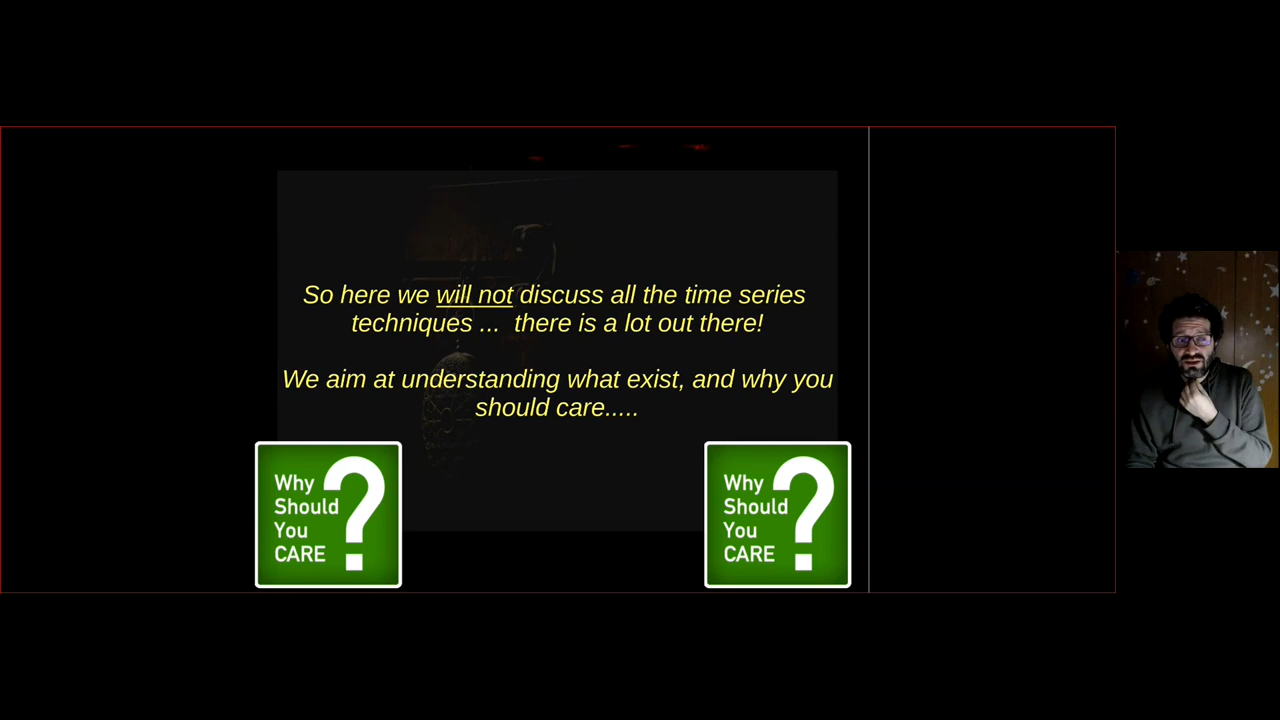 So here we will not discuss all the time series
techniques ...  there is a lot out there!
We aim at understanding what exist, and why you
should care.....
Why
Should
You
CARE
?
Why
Should
You
CARE
?